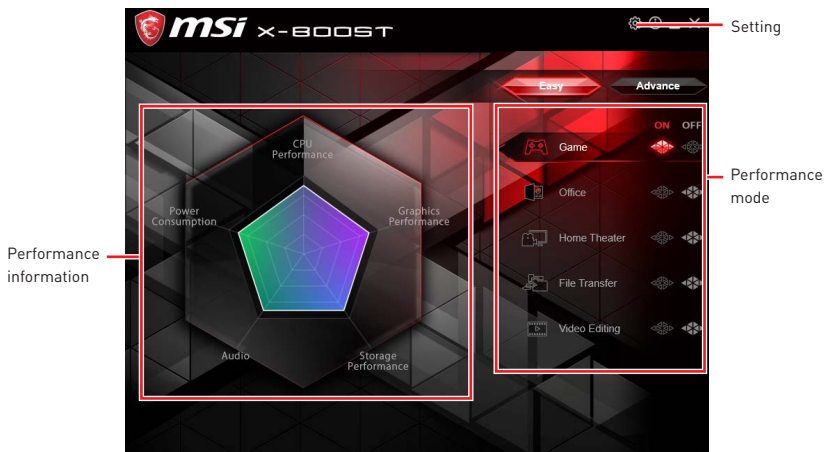 msi X-BOOST
Setting
Easy
Advance
ON OFF
Game
Office
Home Theater
File Transfer
Video Editing
Performance
mode
Performance
information
CPU
Performance
Power
Consumption
Graphics
Performance
Audio
Storage
Performance